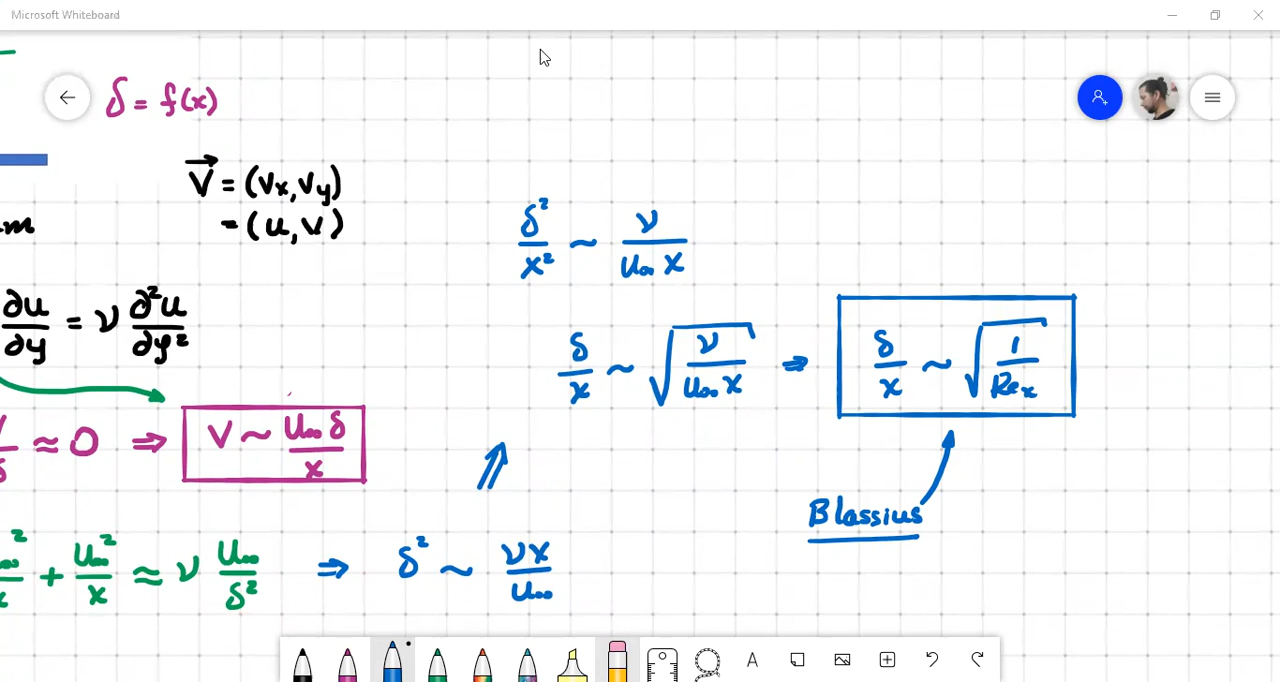 Microsoft Whiteboard
δ = f(x)
V⃗ = (Vx, Vy)
= (u, v)
m
∂u/∂y = ν ∂²u/∂y²
≈ 0 ⇒ V ~ U∞ δ / x
+ U∞²/x ≈ ν U∞/δ² ⇒ δ² ~ νx/U∞
δ²/x² ~ ν/(U∞ x)
δ/x ~ √(ν/(U∞ x)) ⇒ δ/x ~ √(1/Rex)
Blassius
A